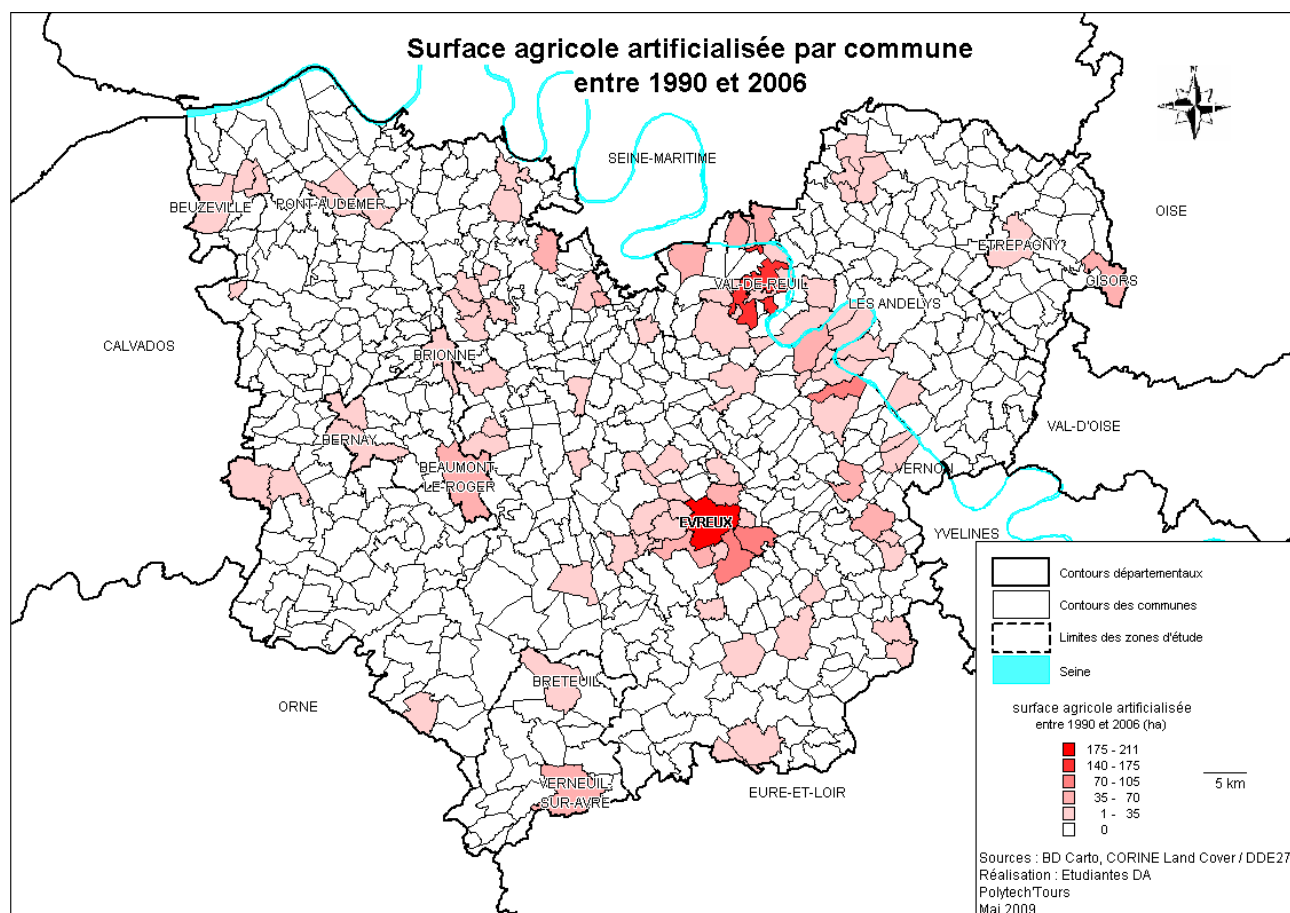 Surface agricole artificialisée par commune
entre 1990 et 2006
N
SEINE-MARITIME
OISE
BEUZEVILLE
PONT-AUDEMER
ETREPAGNY
GISORS
VAL-DE-REUIL
LES ANDELYS
CALVADOS
BRIONNE
VAL-D'OISE
BERNAY
BEAUMONT-
LE-ROGER
VERNON
EVREUX
YVELINES
ORNE
BRETEUIL
VERNEUIL-
SUR-AVRE
EURE-ET-LOIR
Contours départementaux
Contours des communes
Limites des zones d'étude
Seine
surface agricole artificialisée
entre 1990 et 2006 (ha)
175 - 211
140 - 175
70 - 105
35 - 70
1 - 35
0
5 km
Sources : BD Carto, CORINE Land Cover / DDE27
Réalisation : Etudiantes DA
Polytech'Tours
Mai 2009